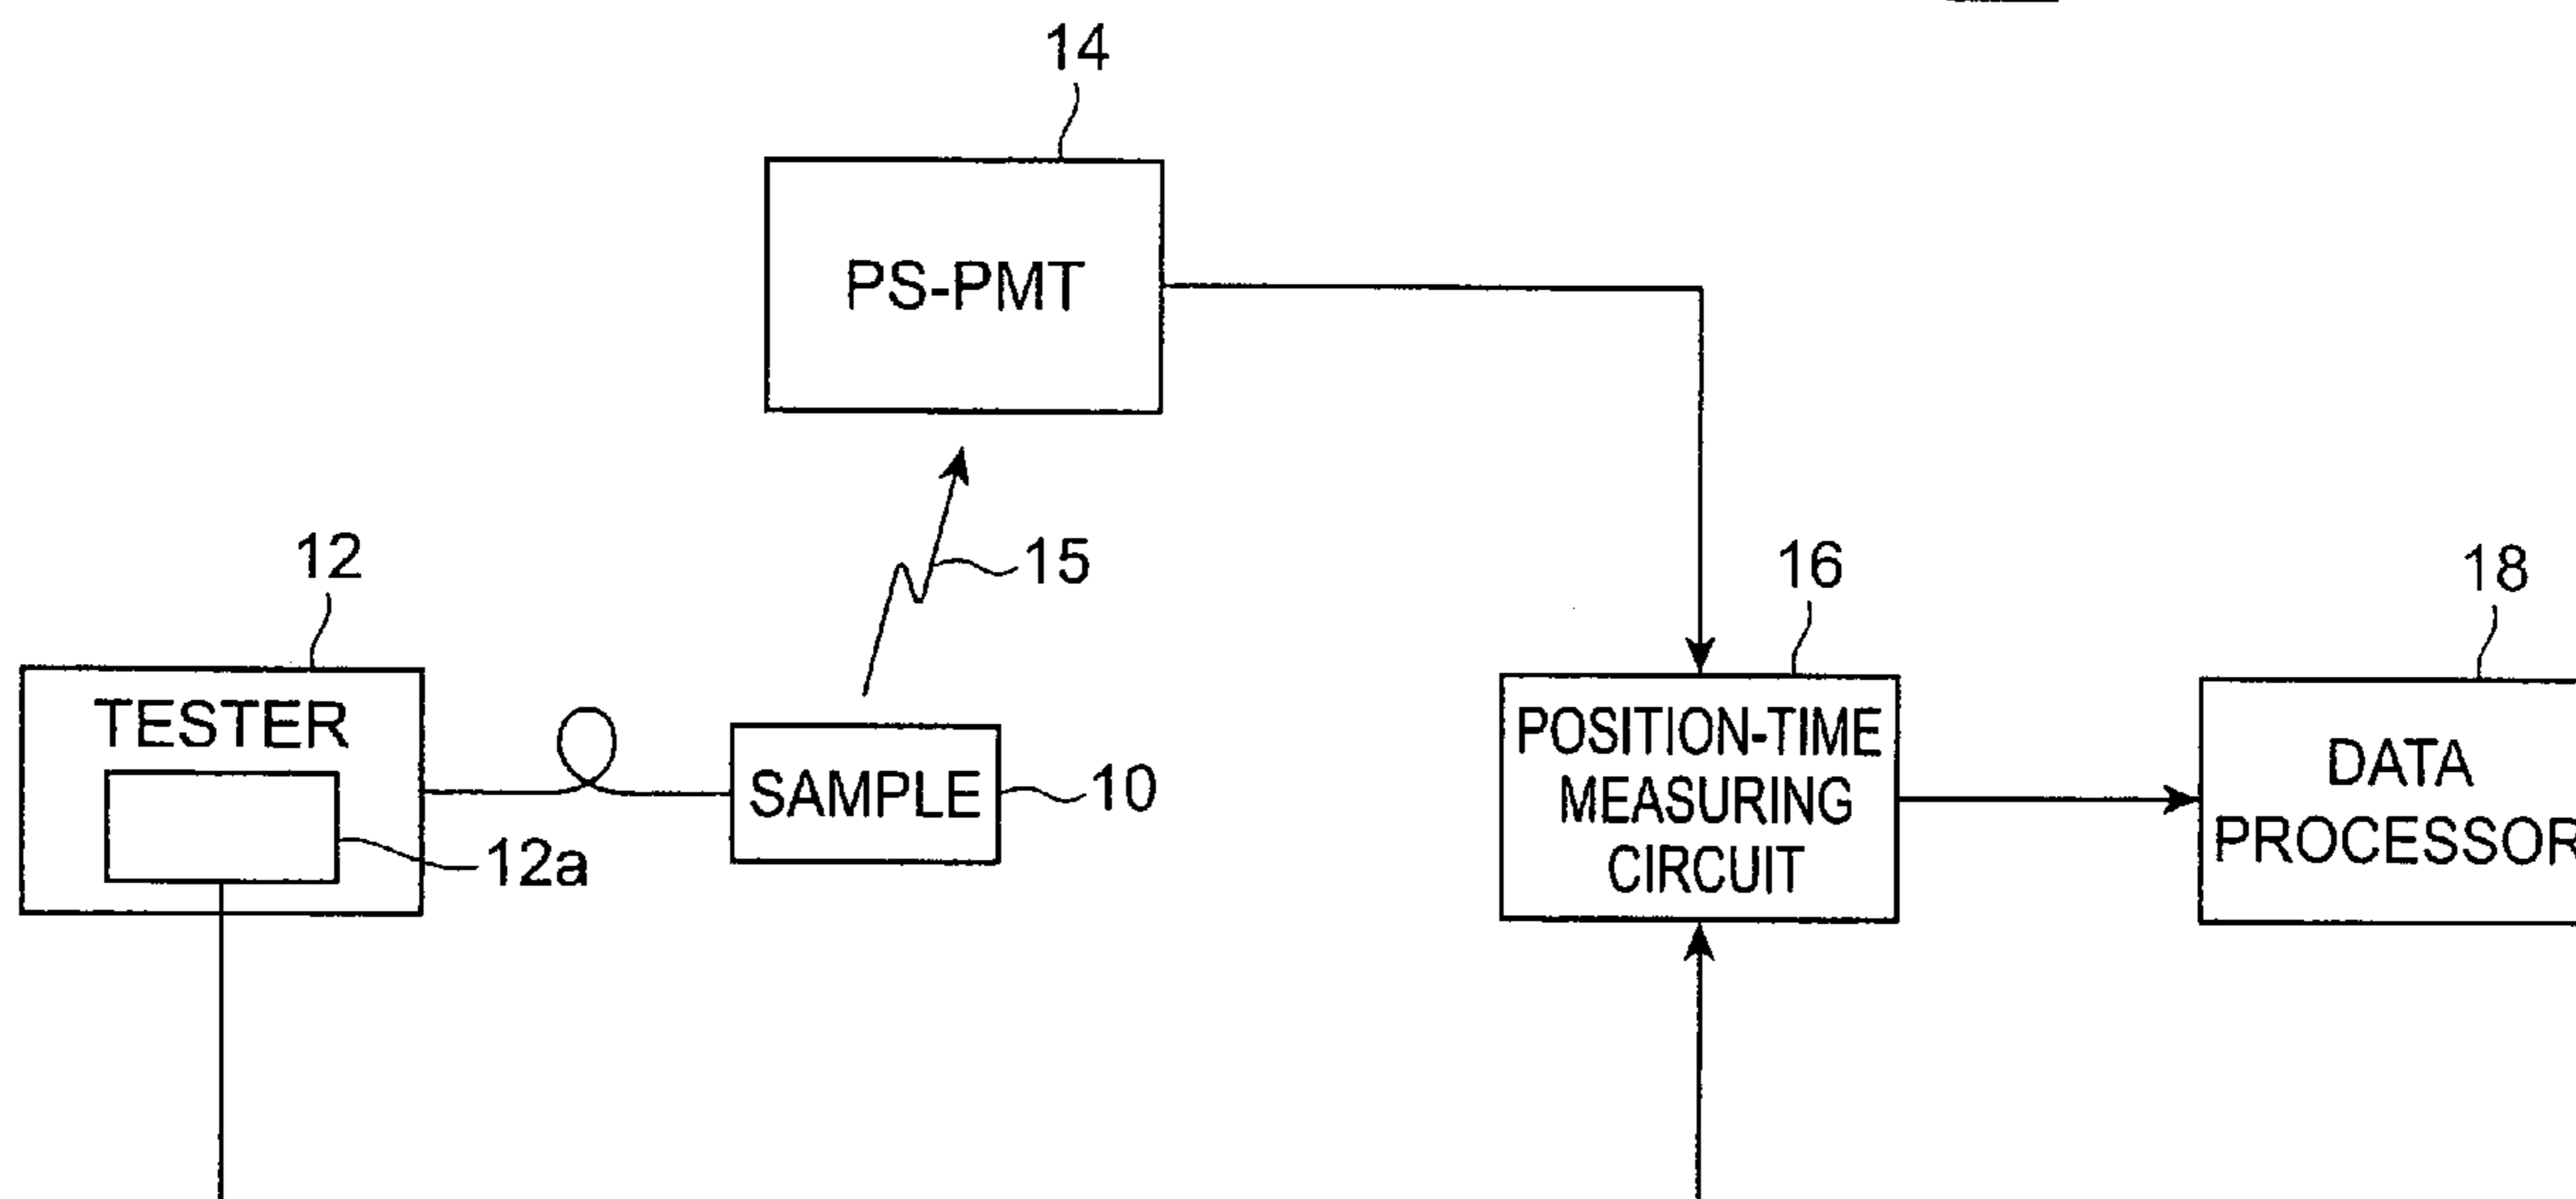 14
PS-PMT
15
12
16
18
TESTER
12a
SAMPLE
10
POSITION-TIME
MEASURING
CIRCUIT
DATA
PROCESSOR